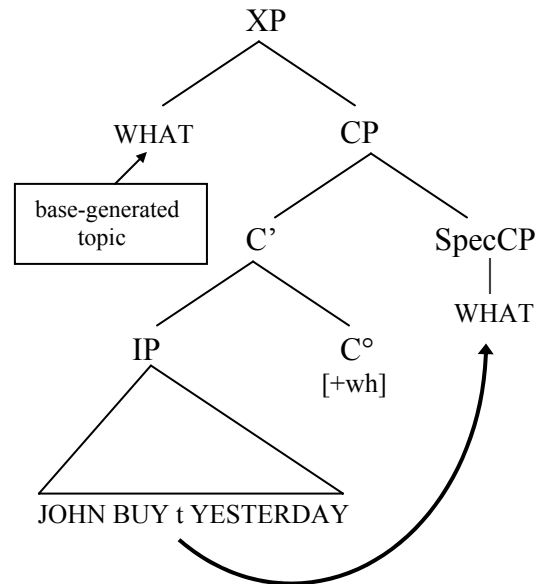 XP
WHAT CP
base-generated
topic
C’ SpecCP
WHAT
IP C°
[+wh]
JOHN BUY t YESTERDAY